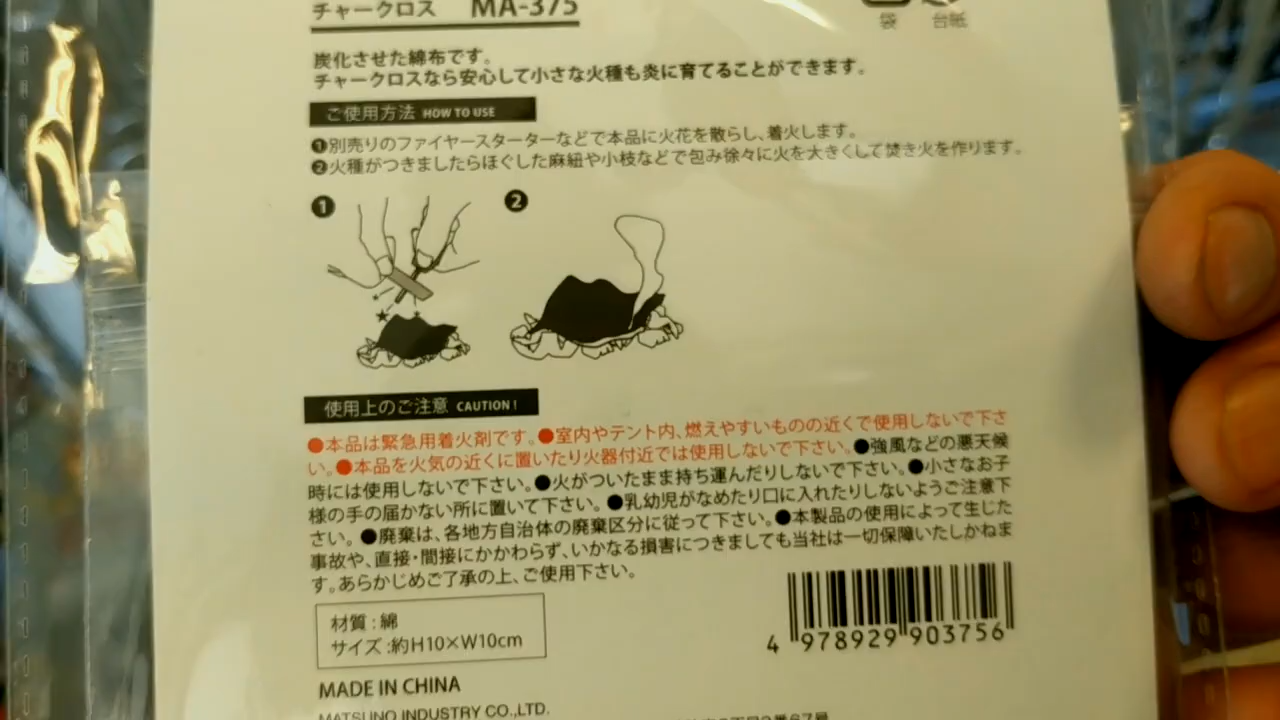 チャークロス MA-375
袋 台紙
炭化させた綿布です。
チャークロスなら安心して小さな火種も炎に育てることができます。
ご使用方法 HOW TO USE
❶別売りのファイヤースターターなどで本品に火花を散らし、着火します。
❷火種がつきましたらほぐした麻紐や小枝などで包み徐々に火を大きくして焚き火を作ります。
❶ ❷
使用上のご注意 CAUTION!
●本品は緊急用着火剤です。●室内やテント内、燃えやすいものの近くで使用しないで下さ
い。●本品を火気の近くに置いたり火器付近では使用しないで下さい。●強風などの悪天候
時には使用しないで下さい。●火がついたまま持ち運んだりしないで下さい。●小さなお子
様の手の届かない所に置いて下さい。●乳幼児がなめたり口に入れたりしないようご注意下
さい。●廃棄は、各地方自治体の廃棄区分に従って下さい。●本製品の使用によって生じた
事故や、直接・間接にかかわらず、いかなる損害につきましても当社は一切保障いたしかねま
す。あらかじめご了承の上、ご使用下さい。
材質:綿
サイズ:約H10×W10cm
4 978929 903756
MADE IN CHINA
MATSUNO INDUSTRY CO.,LTD.